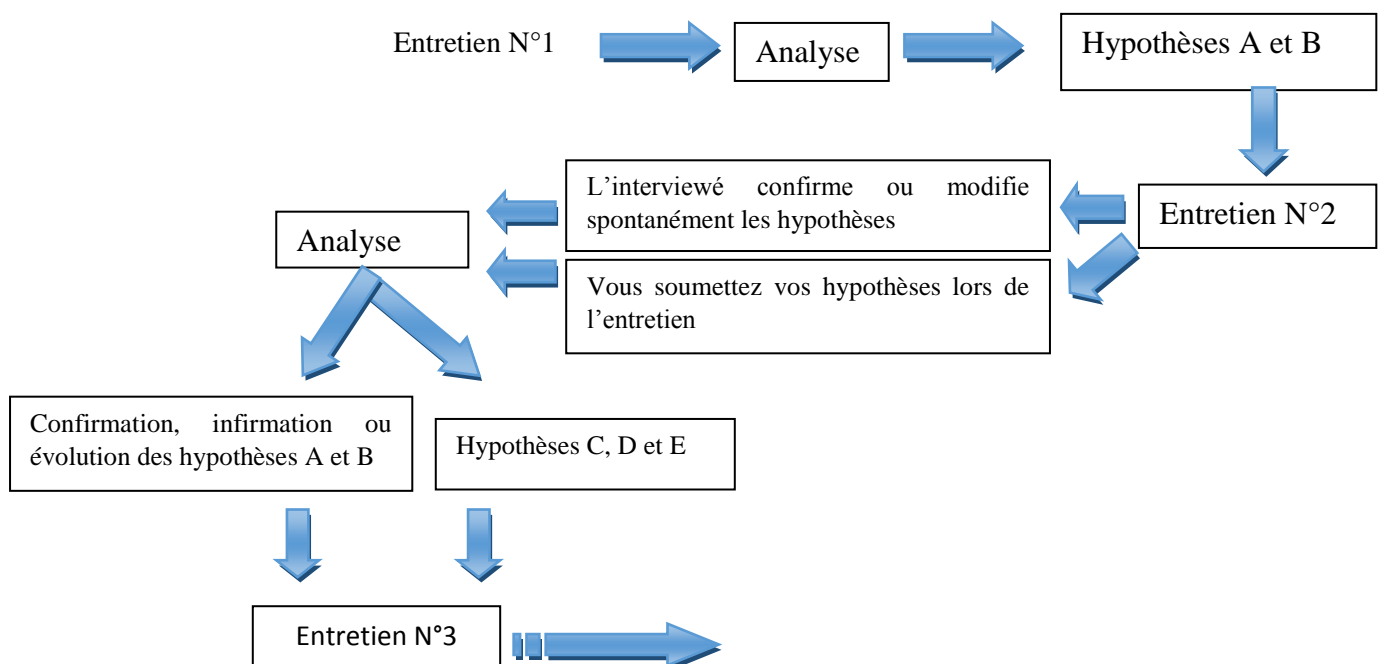 Entretien N°1
Analyse
Hypothèses A et B
L’interviewé confirme ou modifie
spontanément les hypothèses
Entretien N°2
Analyse
Vous soumettez vos hypothèses lors de
l’entretien
Confirmation, infirmation ou
évolution des hypothèses A et B
Hypothèses C, D et E
Entretien N°3